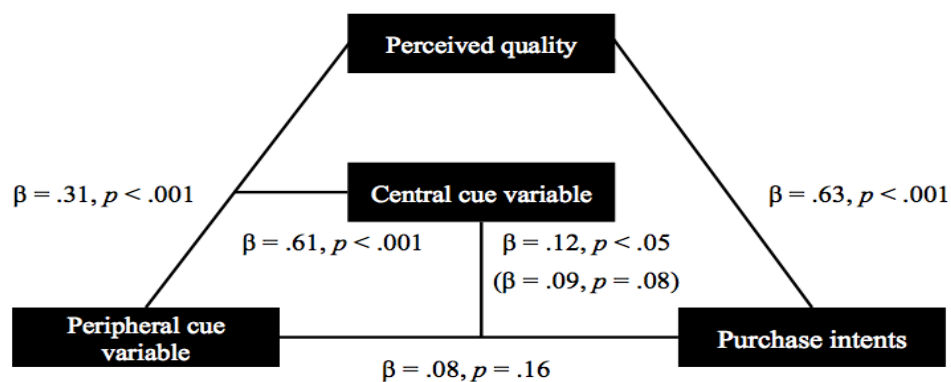 Perceived quality
β = .31, p < .001
Central cue variable
β = .63, p < .001
β = .61, p < .001
β = .12, p < .05
(β = .09, p = .08)
Peripheral cue
variable
Purchase intents
β = .08, p = .16